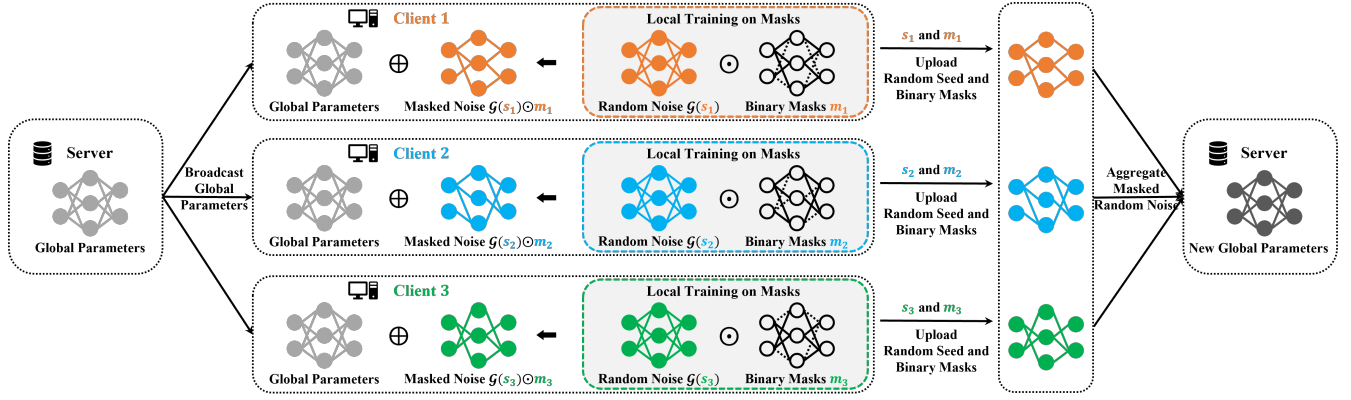 Server
Global Parameters
Broadcast
Global
Parameters
Client 1
Global Parameters
Masked Noise 𝒢(s₁)⊙m₁
Local Training on Masks
Random Noise 𝒢(s₁)
Binary Masks m₁
s₁ and m₁
Upload
Random Seed and
Binary Masks
Client 2
Global Parameters
Masked Noise 𝒢(s₂)⊙m₂
Local Training on Masks
Random Noise 𝒢(s₂)
Binary Masks m₂
s₂ and m₂
Upload
Random Seed and
Binary Masks
Client 3
Global Parameters
Masked Noise 𝒢(s₃)⊙m₃
Local Training on Masks
Random Noise 𝒢(s₃)
Binary Masks m₃
s₃ and m₃
Upload
Random Seed and
Binary Masks
Aggregate
Masked
Random Noise
Server
New Global Parameters